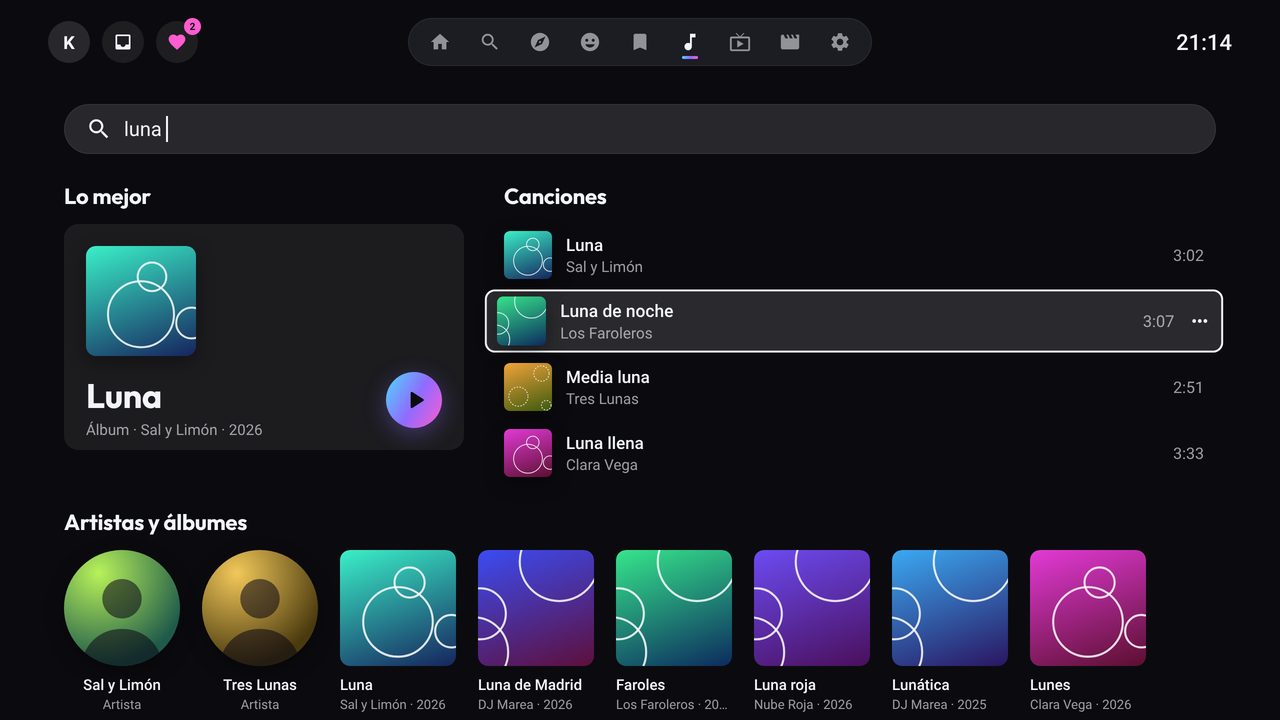 K
2
21:14
luna
Lo mejor
Luna
Álbum · Sal y Limón · 2026
Canciones
Luna
Sal y Limón
3:02
Luna de noche
Los Faroleros
3:07
Media luna
Tres Lunas
2:51
Luna llena
Clara Vega
3:33
Artistas y álbumes
Sal y Limón
Artista
Tres Lunas
Artista
Luna
Sal y Limón · 2026
Luna de Madrid
DJ Marea · 2026
Faroles
Los Faroleros · 20…
Luna roja
Nube Roja · 2026
Lunática
DJ Marea · 2025
Lunes
Clara Vega · 2026